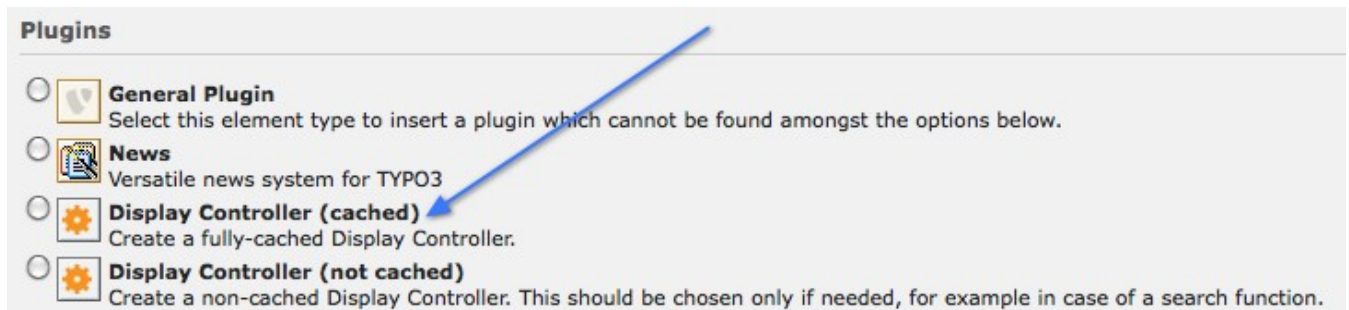 Plugins
General Plugin
Select this element type to insert a plugin which cannot be found amongst the options below.
News
Versatile news system for TYPO3
Display Controller (cached)
Create a fully-cached Display Controller.
Display Controller (not cached)
Create a non-cached Display Controller. This should be chosen only if needed, for example in case of a search function.